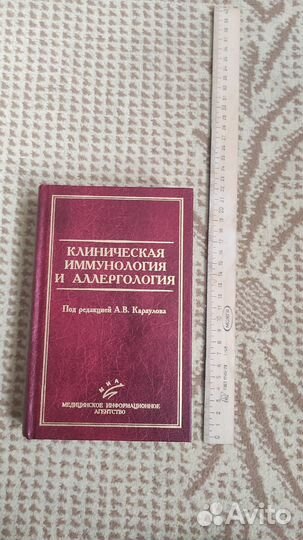 КЛИНИЧЕСКАЯ
ИММУНОЛОГИЯ
И АЛЛЕРГОЛОГИЯ
Под редакцией А.В. Караулова
МИА
МЕДИЦИНСКОЕ ИНФОРМАЦИОННОЕ
АГЕНТСТВО
Avito